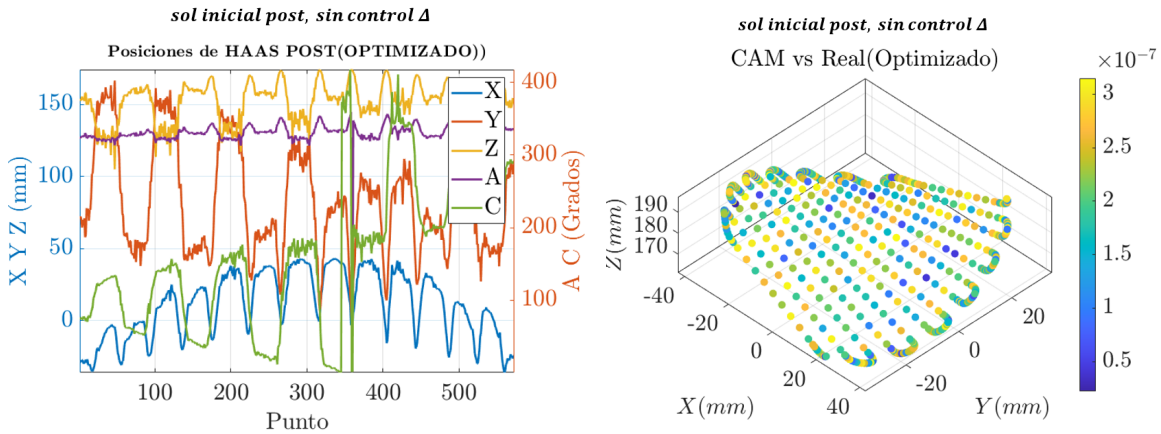 sol inicial post, sin control Δ
Posiciones de HAAS POST(OPTIMIZADO))
X Y Z (mm)
150
100
50
0
100
200
300
400
500
Punto
400
300
200
100
A C (Grados)
X
Y
Z
A
C
sol inicial post, sin control Δ
CAM vs Real(Optimizado)
Z(mm)
190
180
170
-40
-20
0
20
40
X(mm)
-20
0
20
Y(mm)
×10⁻⁷
3
2.5
2
1.5
1
0.5